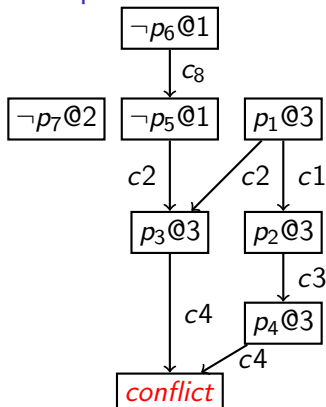 ¬p₆@1
c₈
¬p₇@2 ¬p₅@1 p₁@3
c2 c2 c1
p₃@3 p₂@3
c3
c4 p₄@3
c4
conflict